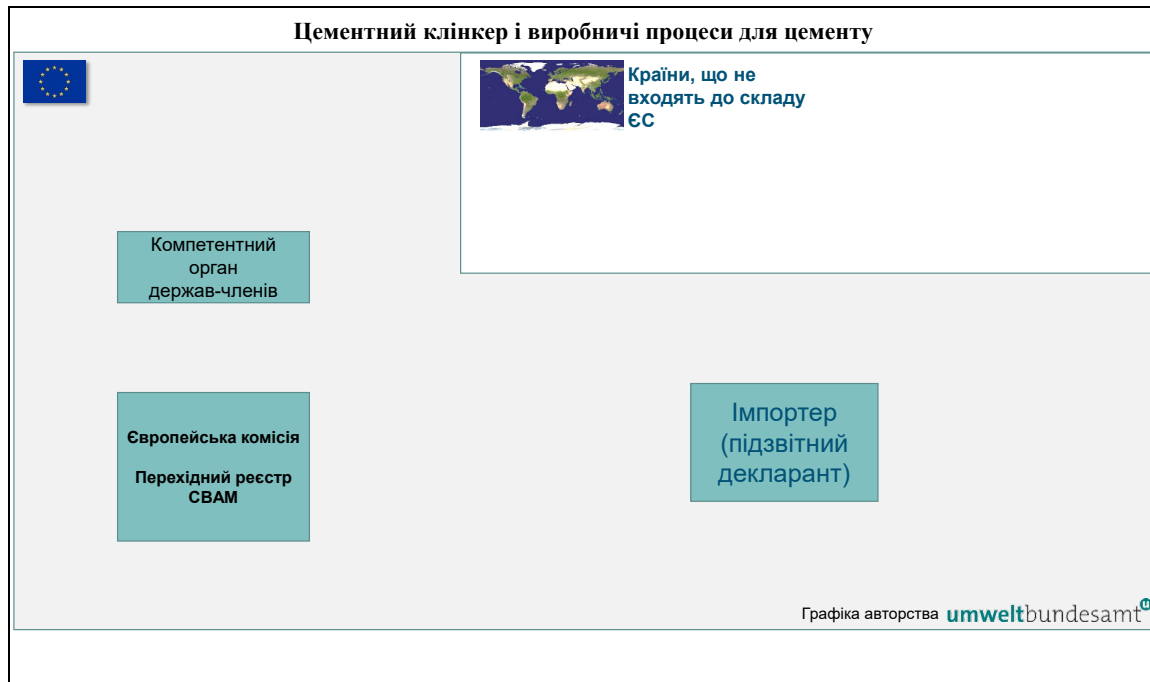 Цементний клінкер і виробничі процеси для цементу
Країни, що не
входять до складу
ЄС
Компетентний
орган
держав-членів
Європейська комісія
Перехідний реєстр
СВАМ
Імпортер
(підзвітний
декларант)
Графіка авторства umweltbundesamt u